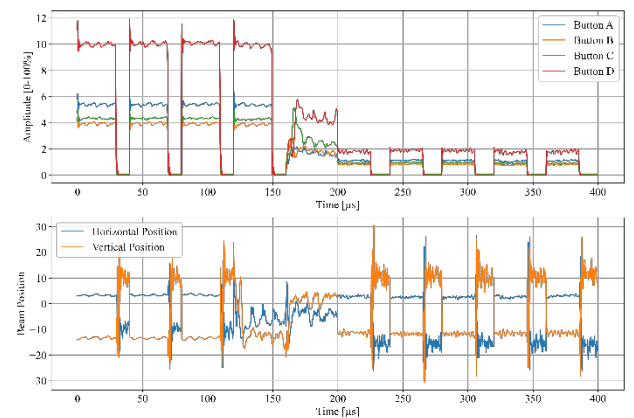 12
10
8
6
4
2
0
Amplitude [0-100%]
Button A
Button B
Button C
Button D
0 50 100 150 200 250 300 350 400
Time [µs]
30
20
10
0
−10
−20
30
Beam Position
Horizontal Position
Vertical Position
0 50 110 150 200 250 300 350 400
Time [µs]